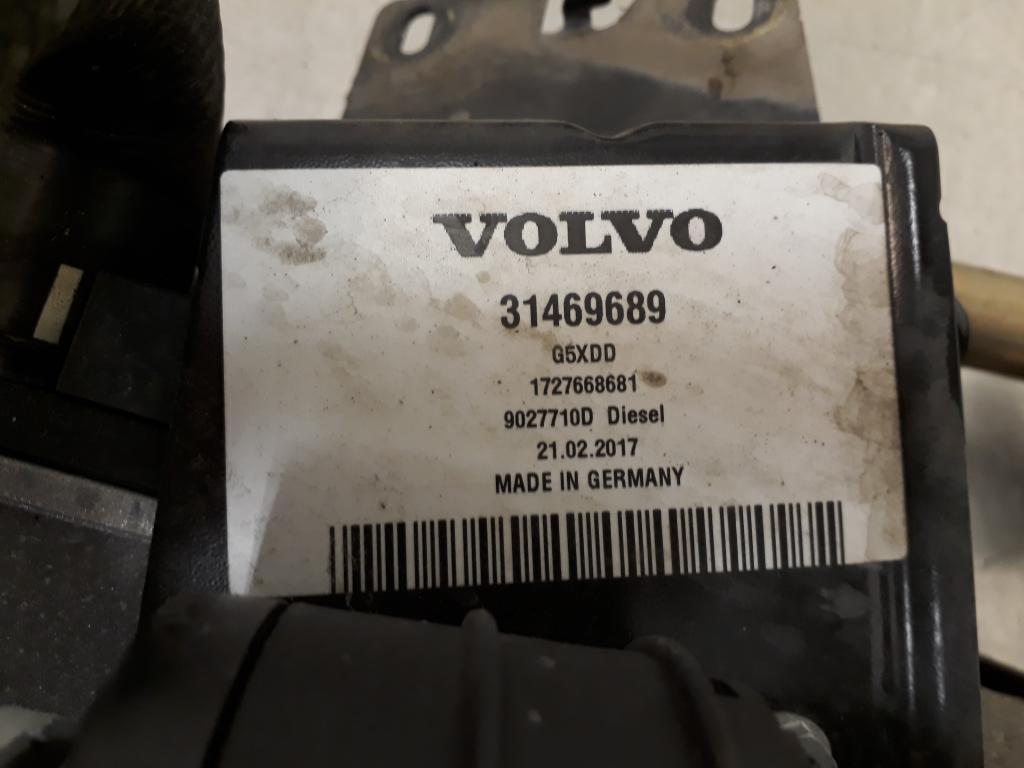 VOLVO
31469689
G5XDD
1727668681
9027710D Diesel
21.02.2017
MADE IN GERMANY